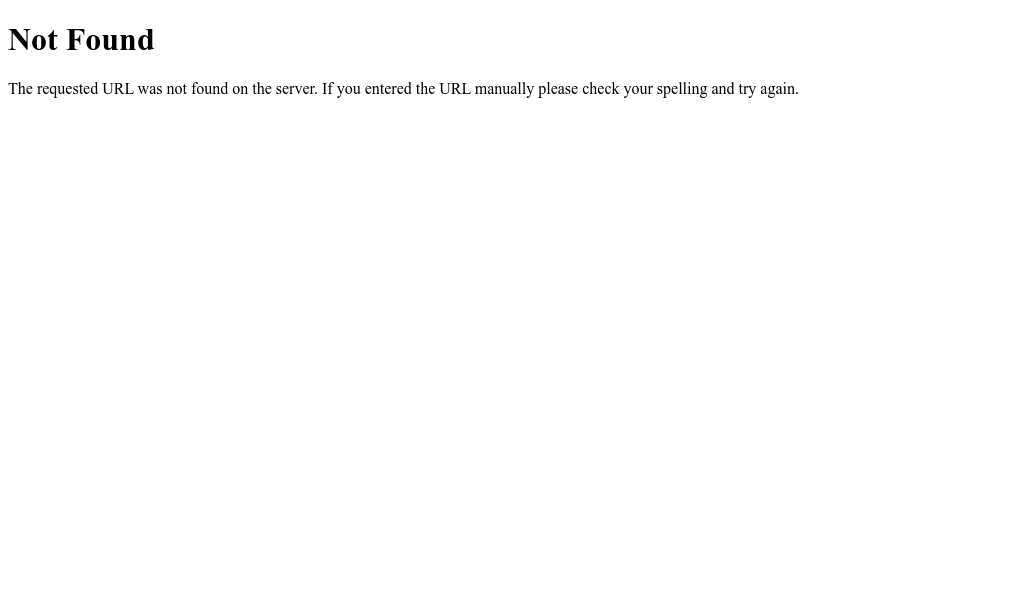 Not Found
The requested URL was not found on the server. If you entered the URL manually please check your spelling and try again.